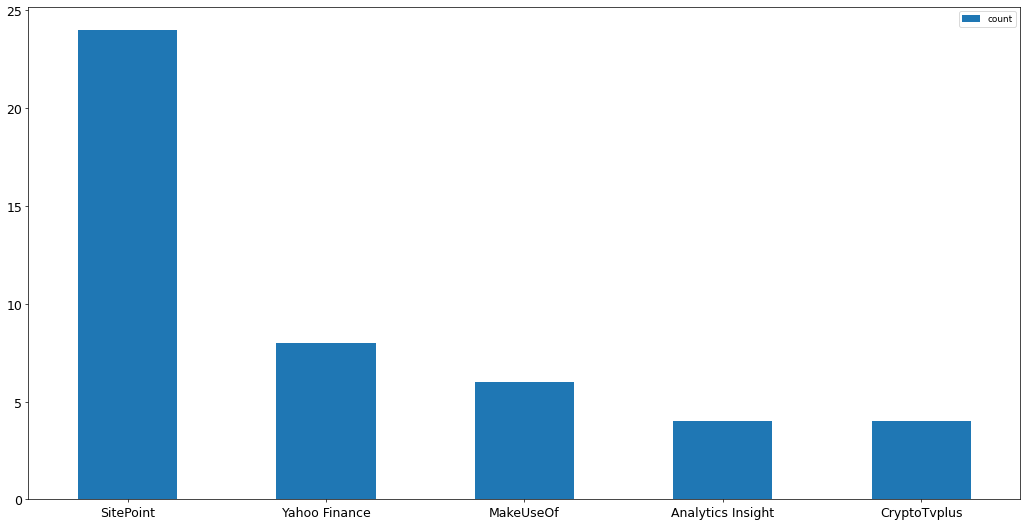 25
count
20
15
10
5
0
SitePoint
Yahoo Finance
MakeUseOf
Analytics Insight
CryptoTvplus